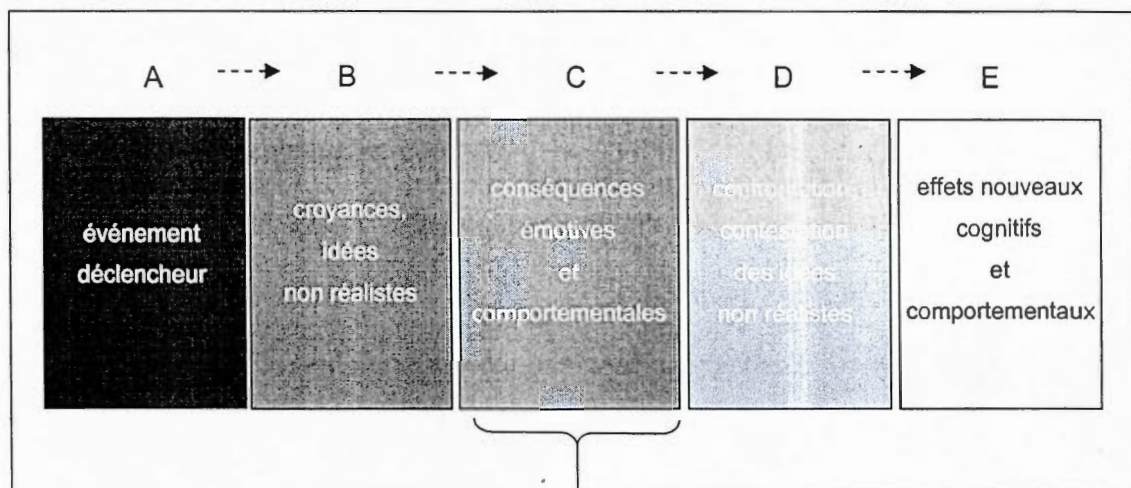 A B C D E
événement
déclencheur
croyances,
idées
non réalistes
conséquences
émotives
et
comportementales
contestation
des idées
non réalistes
effets nouveaux
cognitifs
et
comportementaux